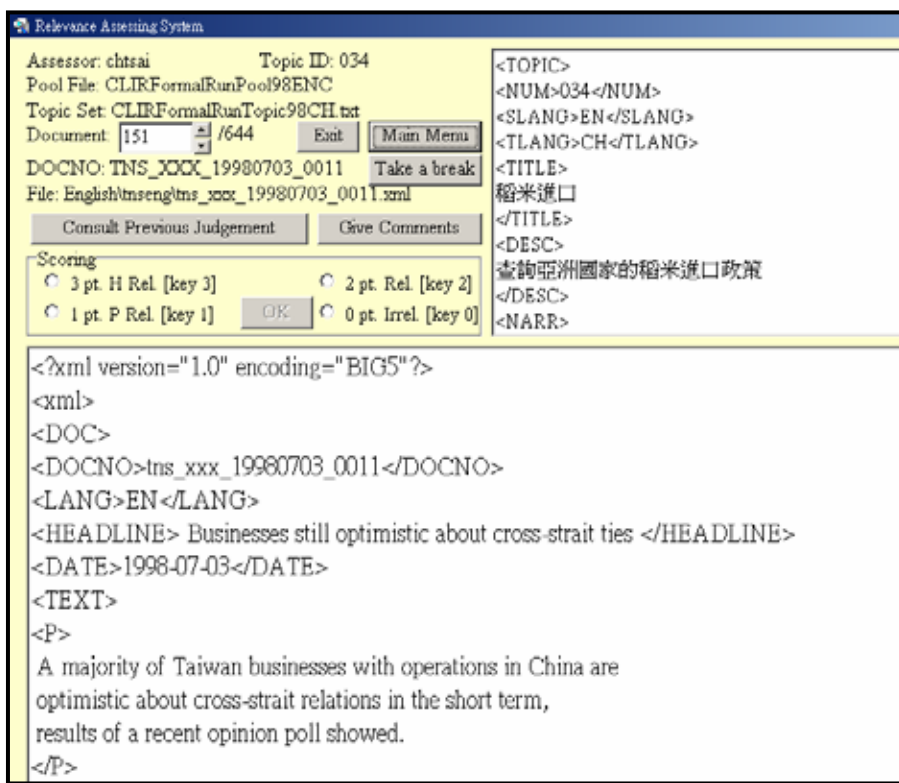 Relevance Assessing System
Assessor: chtsai Topic ID: 034
Pool File: CLIRFormalRunPool98ENC
Topic Set: CLIRFormalRunTopic98CH.txt
Document: 151 /644 Exit Main Menu
DOCNO: TNS_XXX_19980703_0011 Take a break
File: English\tnseng\tns_xxx_19980703_0011.xml
Consult Previous Judgement Give Comments
Scoring
3 pt. H Rel. [key 3] 2 pt. Rel. [key 2]
1 pt. P Rel. [key 1] OK 0 pt. Irrel. [key 0]
<TOPIC>
<NUM>034</NUM>
<SLANG>EN</SLANG>
<TLANG>CH</TLANG>
<TITLE>
稻米進口
</TITLE>
<DESC>
查詢亞洲國家的稻米進口政策
</DESC>
<NARR>
<?xml version="1.0" encoding="BIG5"?>
<xml>
<DOC>
<DOCNO>tns_xxx_19980703_0011</DOCNO>
<LANG>EN</LANG>
<HEADLINE> Businesses still optimistic about cross-strait ties </HEADLINE>
<DATE>1998-07-03</DATE>
<TEXT>
<P>
A majority of Taiwan businesses with operations in China are
optimistic about cross-strait relations in the short term,
results of a recent opinion poll showed.
</P>